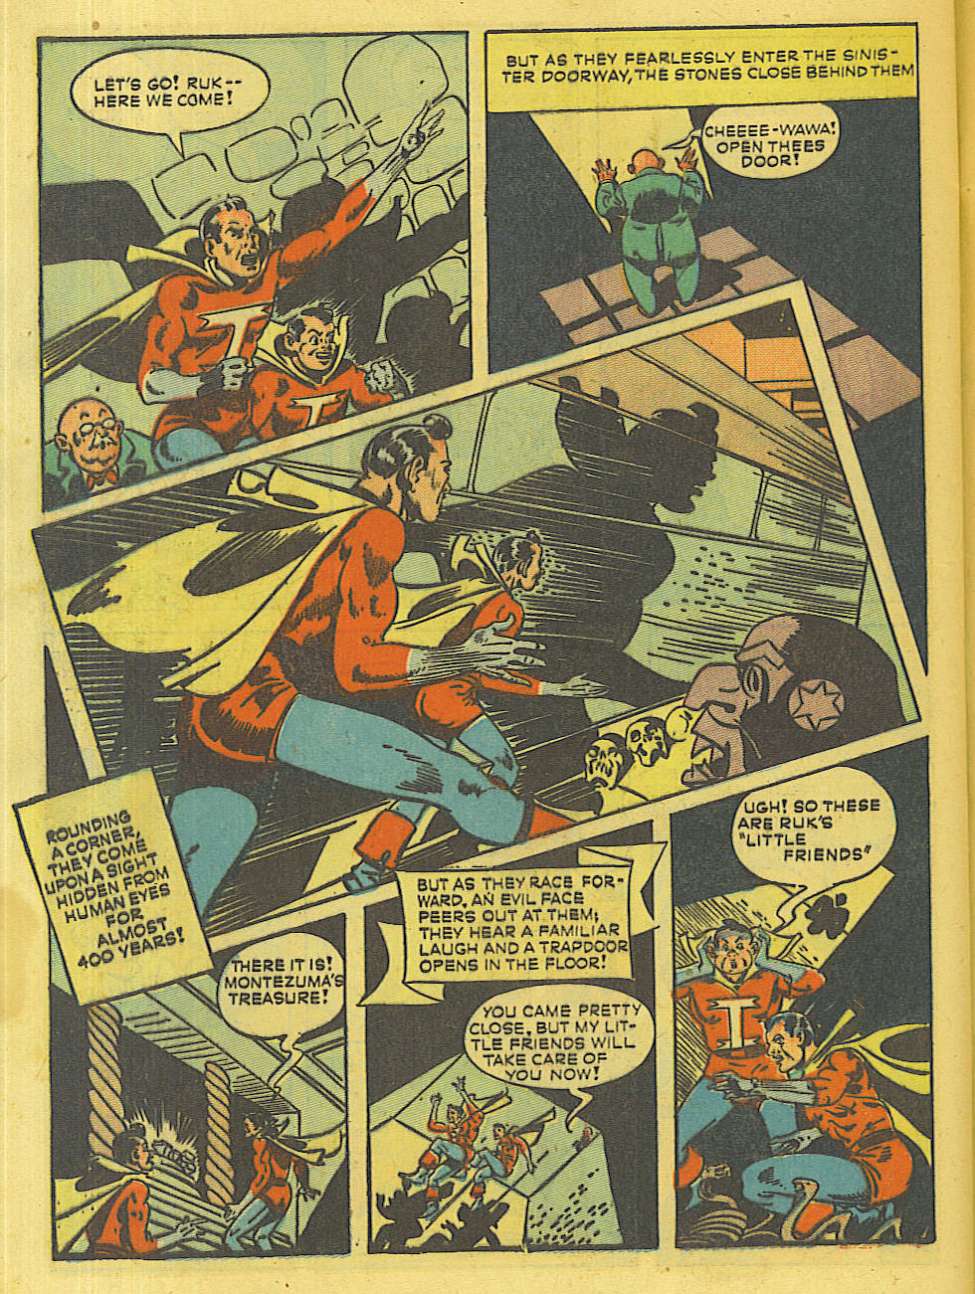 LET'S GO! RUK--
HERE WE COME!
T
T
BUT AS THEY FEARLESSLY ENTER THE SINIS-
TER DOORWAY, THE STONES CLOSE BEHIND THEM
CHEEEE-WAWA!
OPEN THEES
DOOR!
ROUNDING
A CORNER,
THEY COME
UPON A SIGHT
HIDDEN FROM
HUMAN EYES
FOR
ALMOST
400 YEARS!
THERE IT IS!
MONTEZUMA'S
TREASURE!
BUT AS THEY RACE FOR-
WARD, AN EVIL FACE
PEERS OUT AT THEM;
THEY HEAR A FAMILIAR
LAUGH AND A TRAPDOOR
OPENS IN THE FLOOR!
YOU CAME PRETTY
CLOSE, BUT MY LIT-
TLE FRIENDS WILL
TAKE CARE OF
YOU NOW!
UGH! SO THESE
ARE RUK'S
"LITTLE
FRIENDS"
T